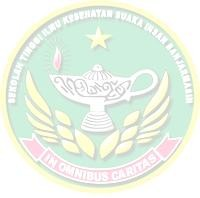 SEKOLAH TINGGI ILMU KESEHATAN SUAKA INSAN BANJARMASIN
IN OMNIBUS CARITAS